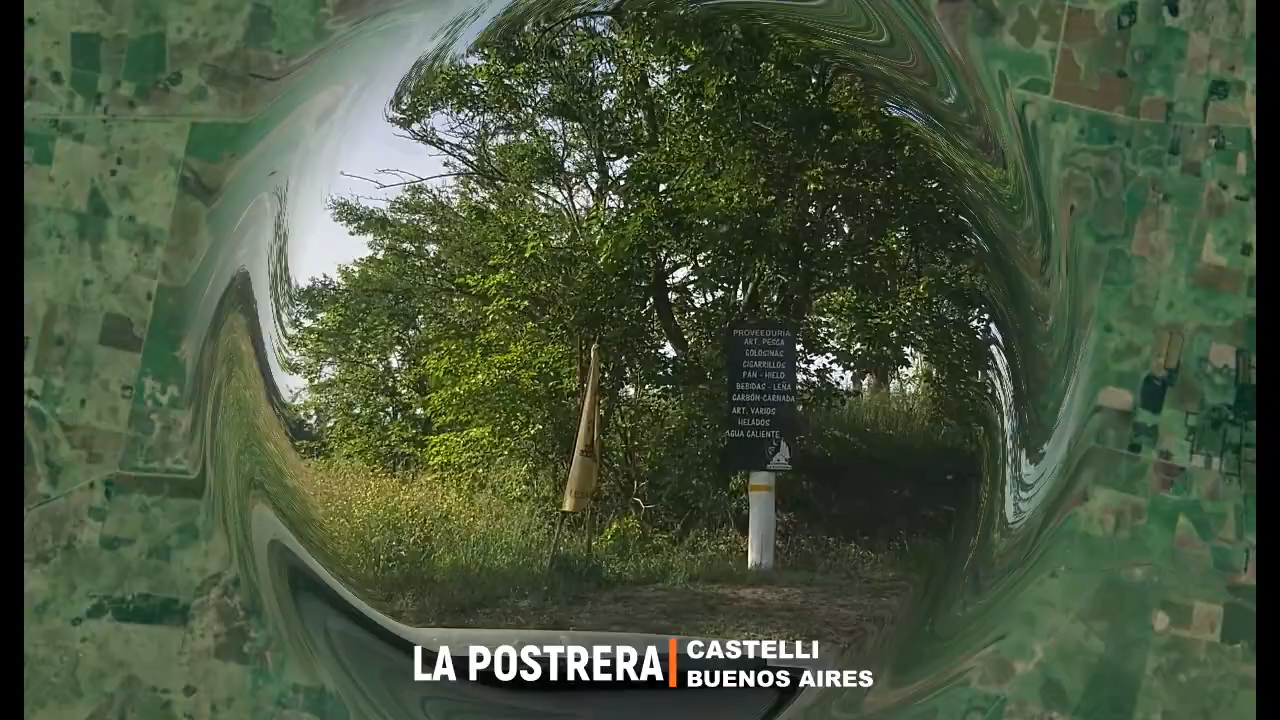 PROVEEDURIA
ART. PESCA
GOLOSINAS
CIGARRILLOS
PAN - HIELO
BEBIDAS - LEÑA
CARBÓN-CARNADA
ART. VARIOS
HELADOS
AGUA CALIENTE
LA POSTRERA
CASTELLI
BUENOS AIRES